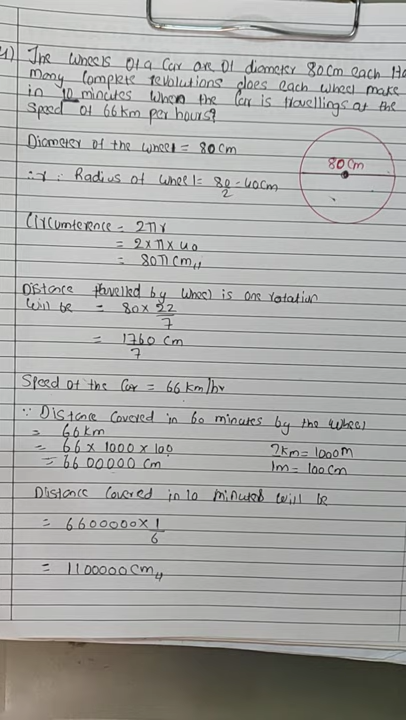 4) The wheels of a Car are of diameter 80cm each Ho
many Complete revolutions does each wheel make
in 10 minutes when the Car is travellings at the
Speed of 66 km per hours?
Diameter of the wheel = 80cm
80cm
∴ r : Radius of wheel = 80/2 - 40cm
Circumference = 2πr
= 2 x π x 40
= 80π cm,,
Distance travelled by wheel is one rotation
will be = 80 x 22/7
= 1760/7 cm
Speed of the Car = 66 km/hr
∵ Distance Covered in 60 minutes by the wheel
= 66km
= 66 x 1000 x 100
1km = 1000m
= 6600000 cm
1m = 100cm
Distance Covered in 10 minutes will be
= 6600000 x 1/6
= 1100000cm,,